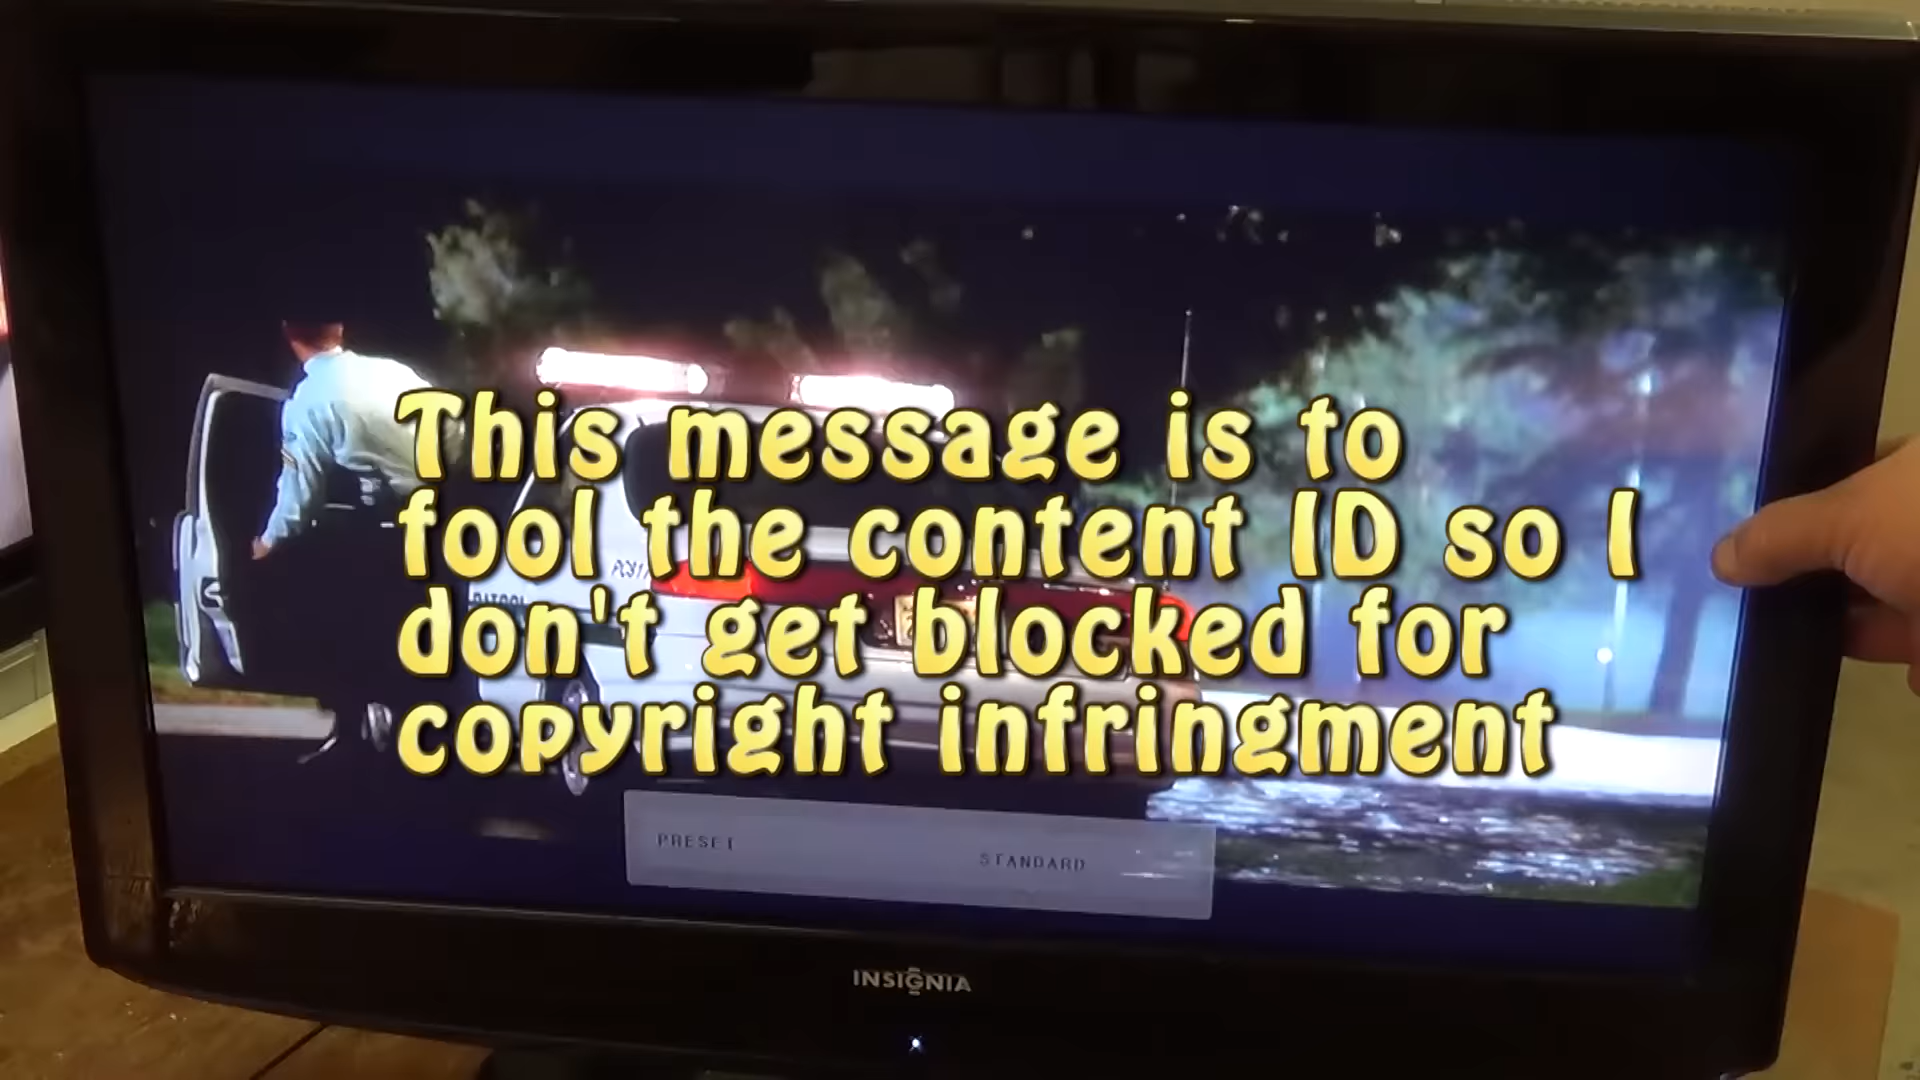 This message is to
fool the content ID so I
don't get blocked for
copyright infringment
PRESET
STANDARD
INSIGNIA